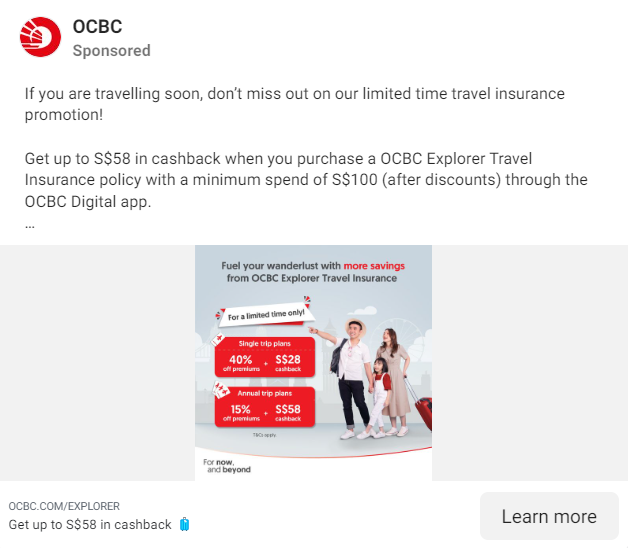 OCBC
Sponsored
If you are travelling soon, don't miss out on our limited time travel insurance
promotion!
Get up to S$58 in cashback when you purchase a OCBC Explorer Travel
Insurance policy with a minimum spend of S$100 (after discounts) through the
OCBC Digital app.
...
Fuel your wanderlust with more savings
from OCBC Explorer Travel Insurance
For a limited time only!
Single trip plans
40% + S$28
off premiums cashback
Annual trip plans
15% + S$58
off premiums cashback
T&Cs apply
For now,
and beyond
OCBC.COM/EXPLORER
Get up to S$58 in cashback 🧳
Learn more